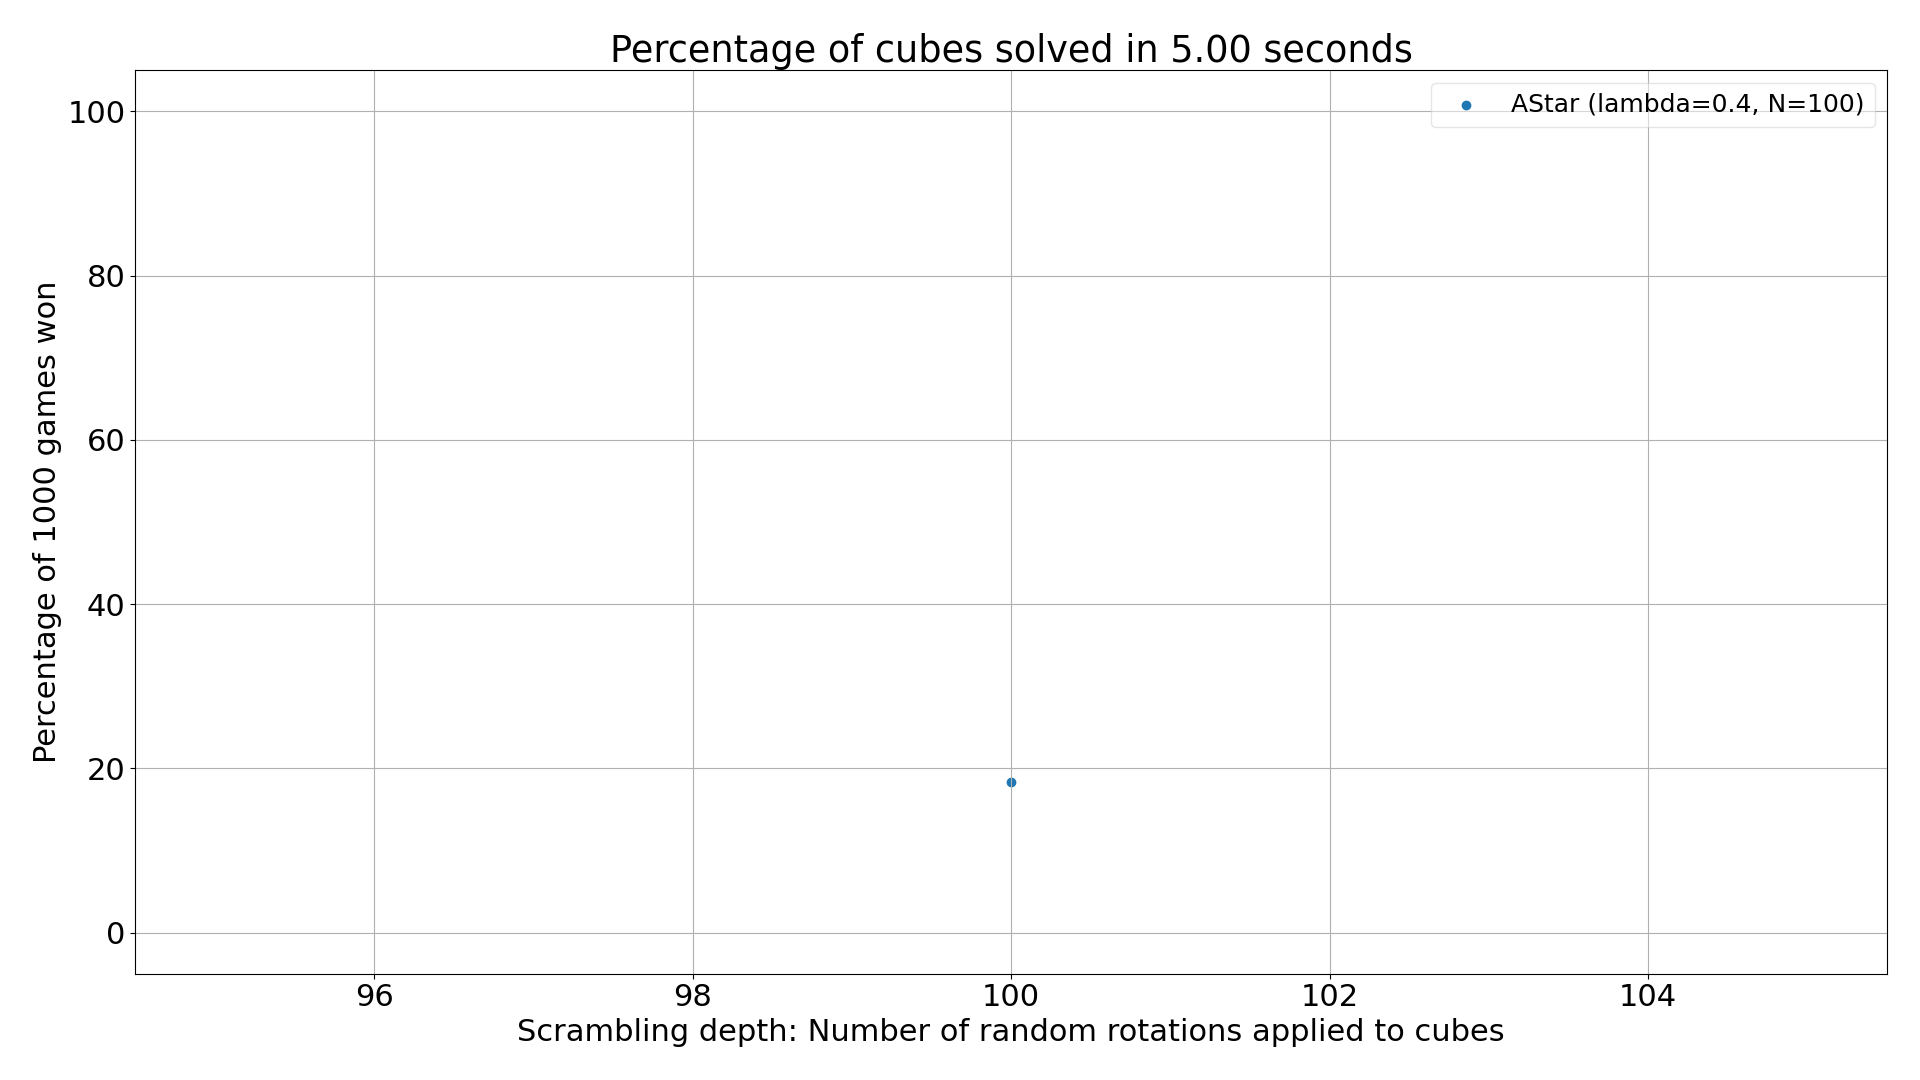 Percentage of cubes solved in 5.00 seconds
AStar (lambda=0.4, N=100)
Percentage of 1000 games won
100
80
60
40
20
0
96 98 100 102 104
Scrambling depth: Number of random rotations applied to cubes